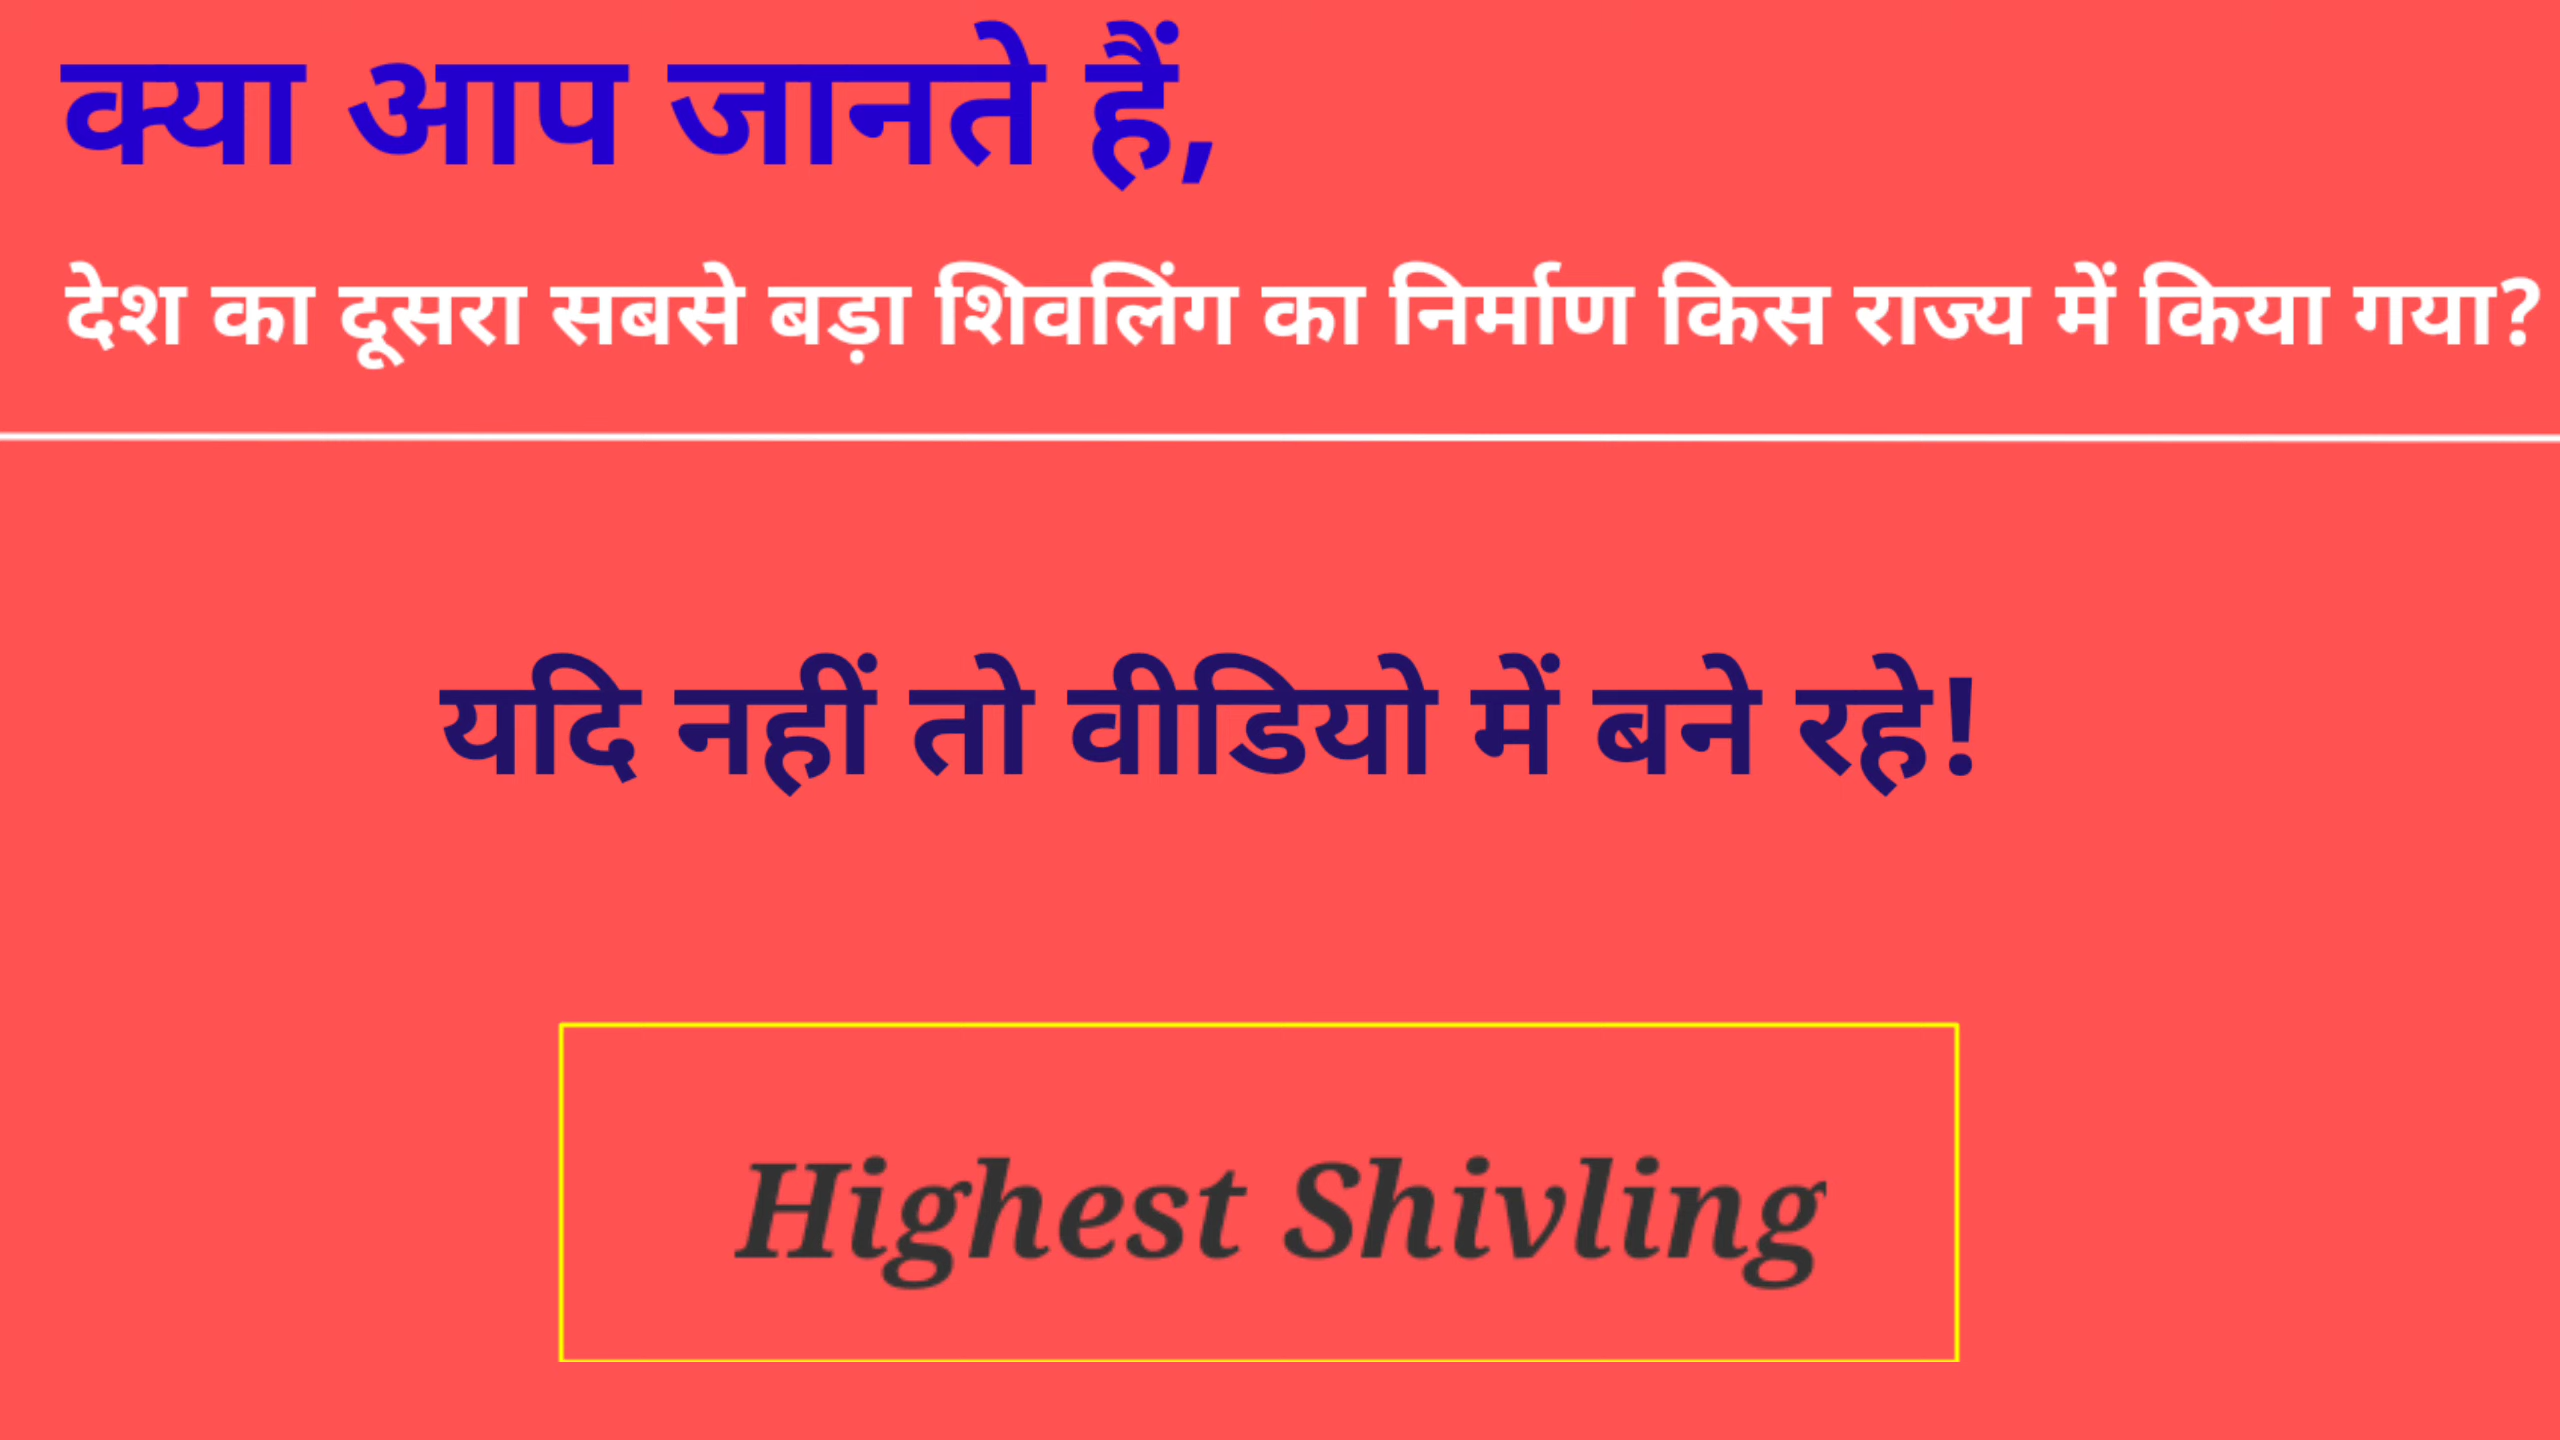 क्या आप जानते हैं,
देश का दूसरा सबसे बड़ा शिवलिंग का निर्माण किस राज्य में किया गया?
यदि नहीं तो वीडियो में बने रहे!
Highest Shivling